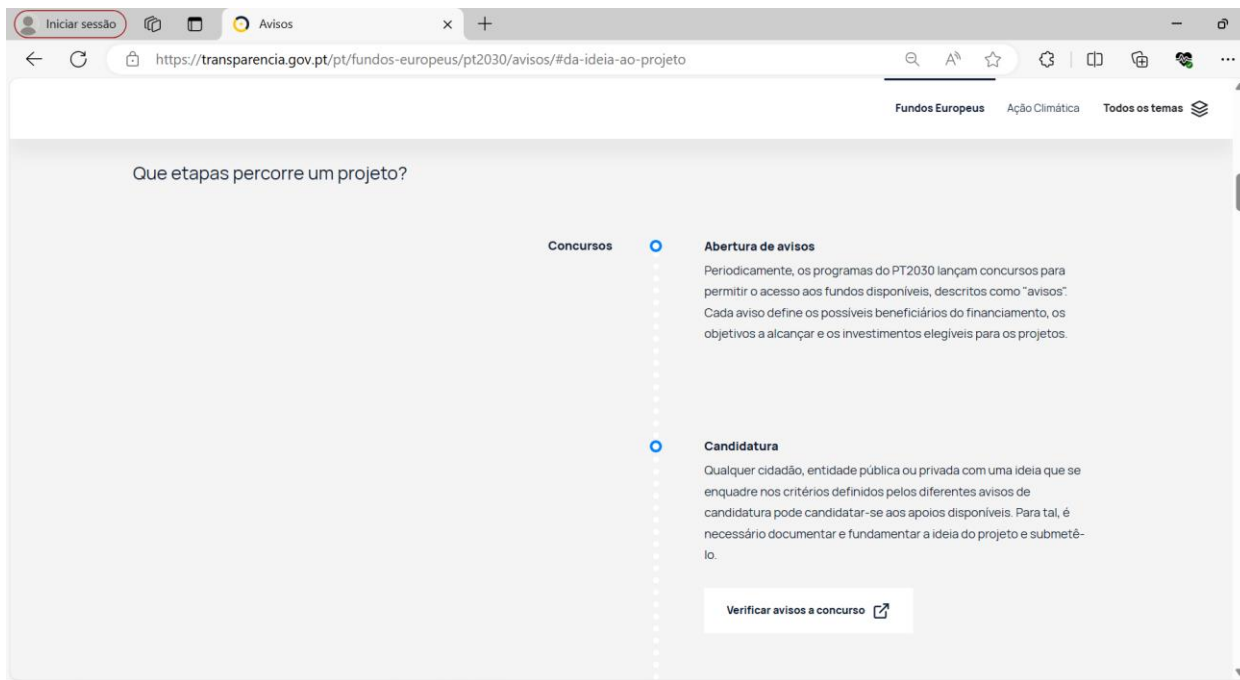 Iniciar sessão
Avisos
https://transparencia.gov.pt/pt/fundos-europeus/pt2030/avisos/#da-ideia-ao-projeto
Fundos Europeus Ação Climática Todos os temas
Que etapas percorre um projeto?
Concursos
Abertura de avisos
Periodicamente, os programas do PT2030 lançam concursos para
permitir o acesso aos fundos disponíveis, descritos como "avisos".
Cada aviso define os possíveis beneficiários do financiamento, os
objetivos a alcançar e os investimentos elegíveis para os projetos.
Candidatura
Qualquer cidadão, entidade pública ou privada com uma ideia que se
enquadre nos critérios definidos pelos diferentes avisos de
candidatura pode candidatar-se aos apoios disponíveis. Para tal, é
necessário documentar e fundamentar a ideia do projeto e submetê-
lo.
Verificar avisos a concurso